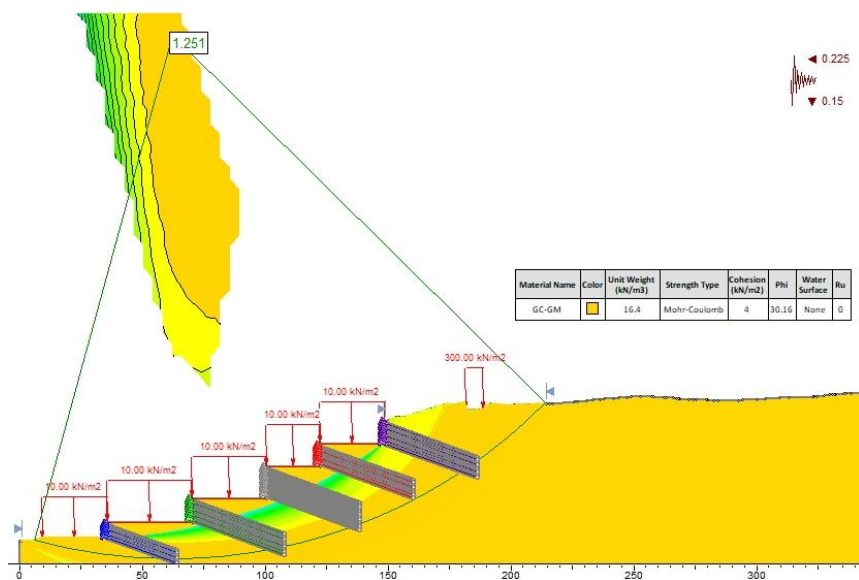 1.251
0.225
0.15
Material Name Color Unit Weight (kN/m3) Strength Type Cohesion (kN/m2) Phi Water Surface Ru
GC-GM 16.4 Mohr-Coulomb 4 30.16 None 0
300.00 kN/m2
10.00 kN/m2
10.00 kN/m2
10.00 kN/m2
10.00 kN/m2
10.00 kN/m2
0 50 100 150 200 250 300